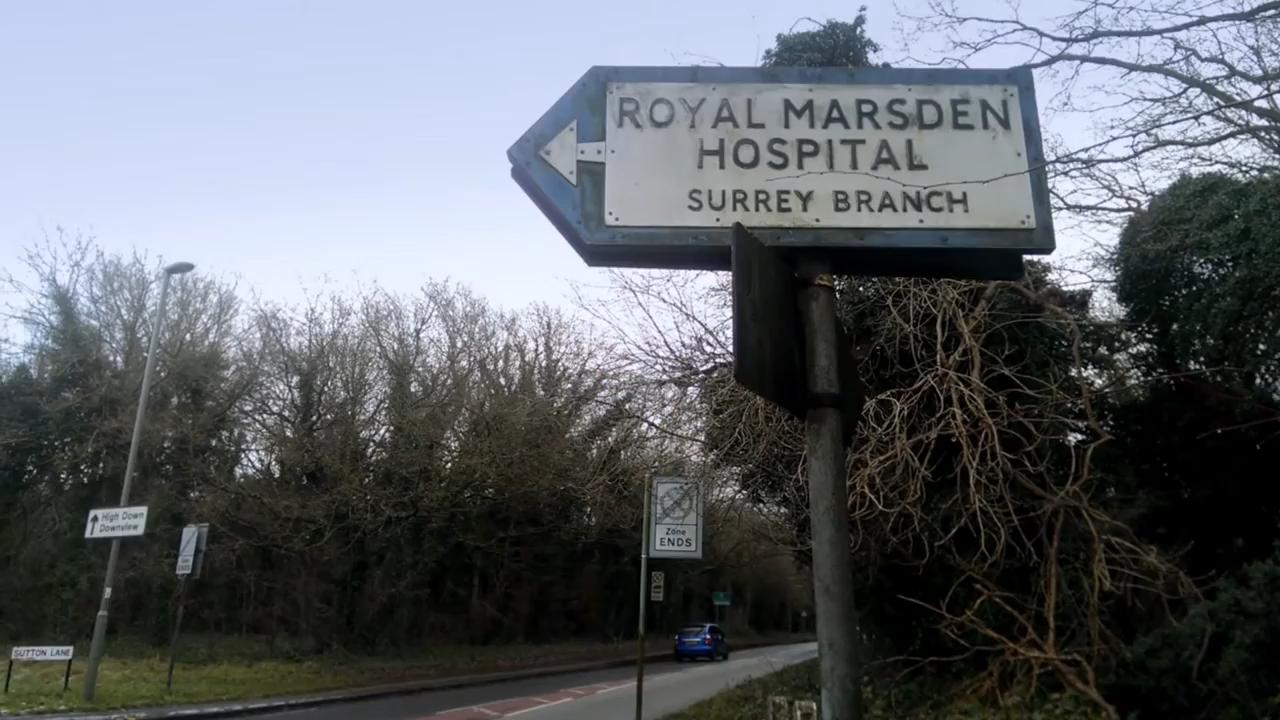 ROYAL MARSDEN
HOSPITAL
SURREY BRANCH
High Down
Downview
Zone
ENDS
SUTTON LANE